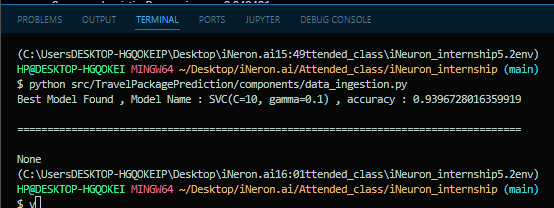 PROBLEMS OUTPUT TERMINAL PORTS JUPYTER DEBUG CONSOLE
(C:\UsersDESKTOP-HGQOKEIP\Desktop\iNeron.ai15:49ttended_class\iNeuron_internship5.2env)
HP@DESKTOP-HGQOKEI MINGW64 ~/Desktop/iNeron.ai/Attended_class/iNeuron_internship (main)
$ python src/TravelPackagePrediction/components/data_ingestion.py
Best Model Found , Model Name : SVC(C=10, gamma=0.1) , accuracy : 0.9396728016359919
====================================================================================
None
(C:\UsersDESKTOP-HGQOKEIP\Desktop\iNeron.ai16:01ttended_class\iNeuron_internship5.2env)
HP@DESKTOP-HGQOKEI MINGW64 ~/Desktop/iNeron.ai/Attended_class/iNeuron_internship (main)
$ v